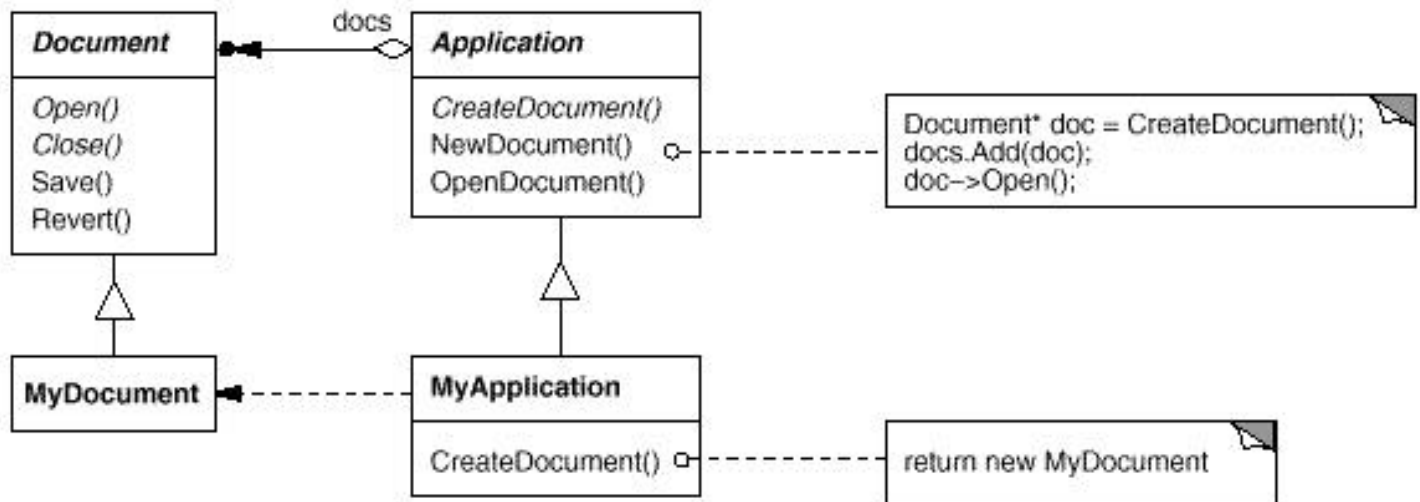 docs
Document
Open()
Close()
Save()
Revert()
Application
CreateDocument()
NewDocument()
OpenDocument()
Document* doc = CreateDocument();
docs.Add(doc);
doc->Open();
MyDocument
MyApplication
CreateDocument()
return new MyDocument